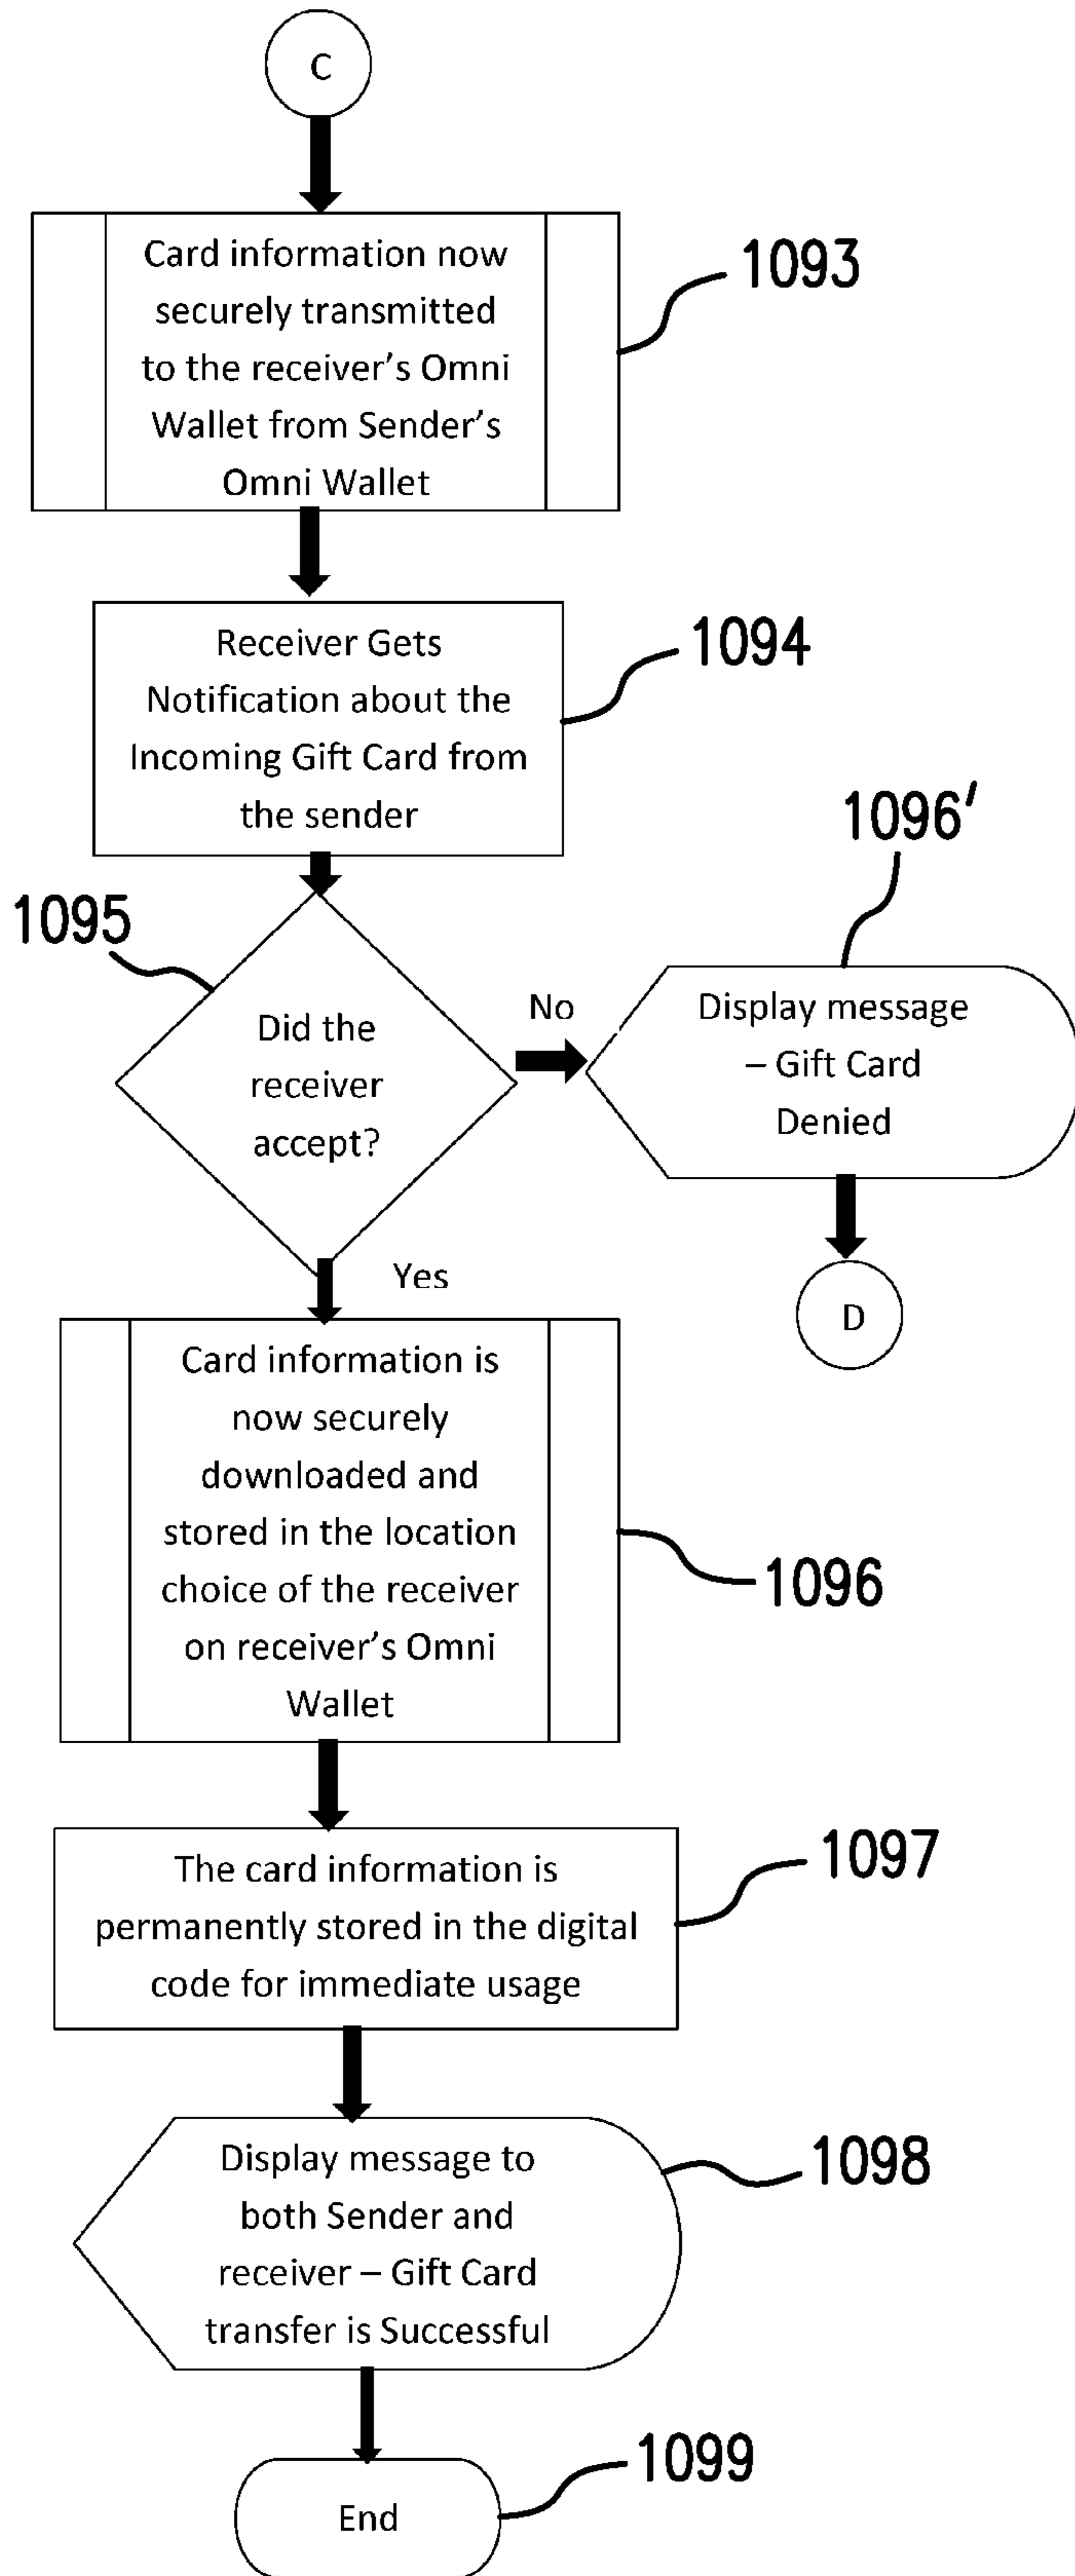 C
Card information now
securely transmitted
to the receiver's Omni
Wallet from Sender's
Omni Wallet
1093
Receiver Gets
Notification about the
Incoming Gift Card from
the sender
1094
1095
Did the
receiver
accept?
No
1096'
Display message
– Gift Card
Denied
D
Yes
Card information is
now securely
downloaded and
stored in the location
choice of the receiver
on receiver's Omni
Wallet
1096
The card information is
permanently stored in the digital
code for immediate usage
1097
Display message to
both Sender and
receiver – Gift Card
transfer is Successful
1098
End
1099